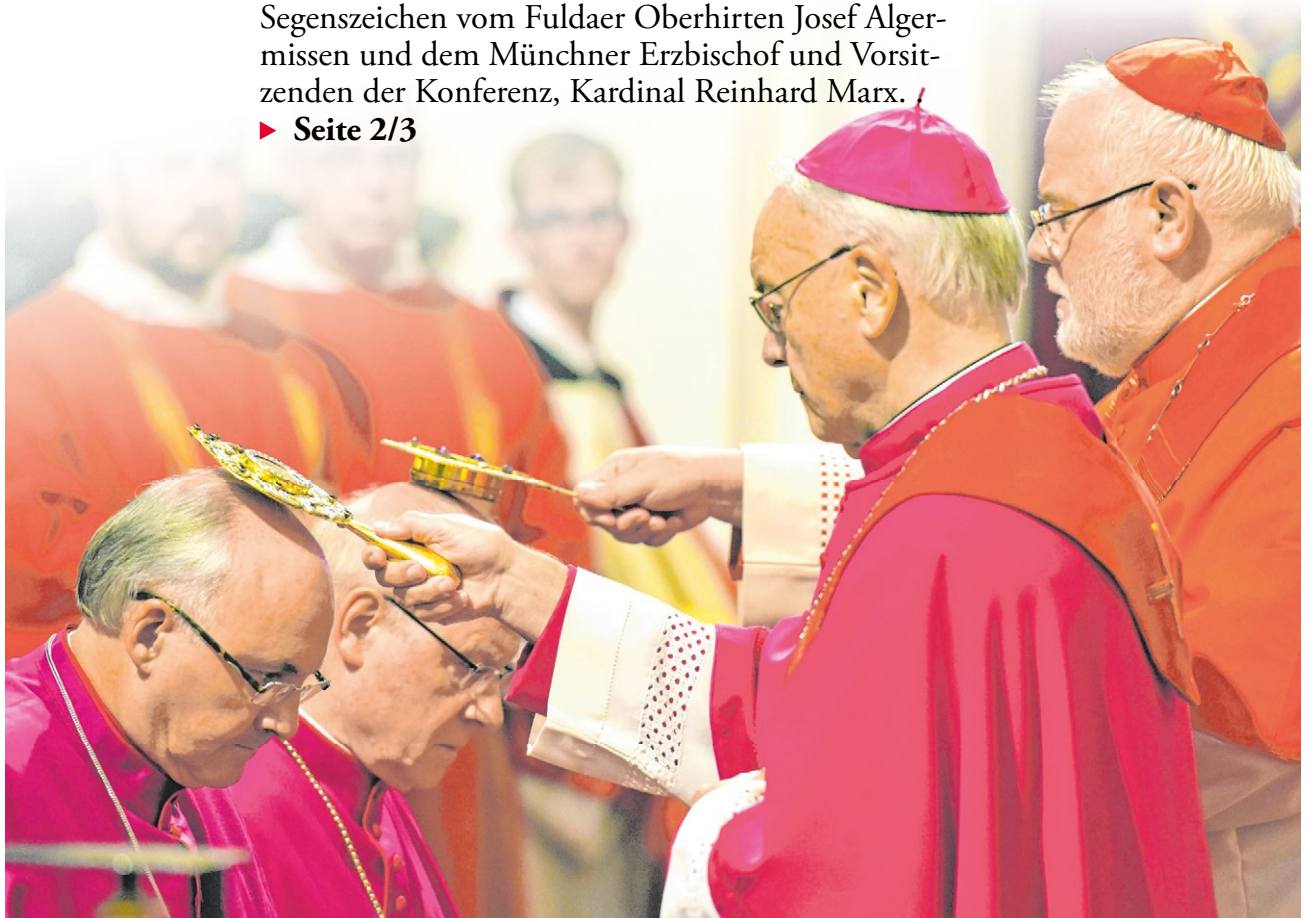 Segenszeichen vom Fuldaer Oberhirten Josef Alger-
missen und dem Münchner Erzbischof und Vorsit-
zenden der Konferenz, Kardinal Reinhard Marx.
▶ Seite 2/3